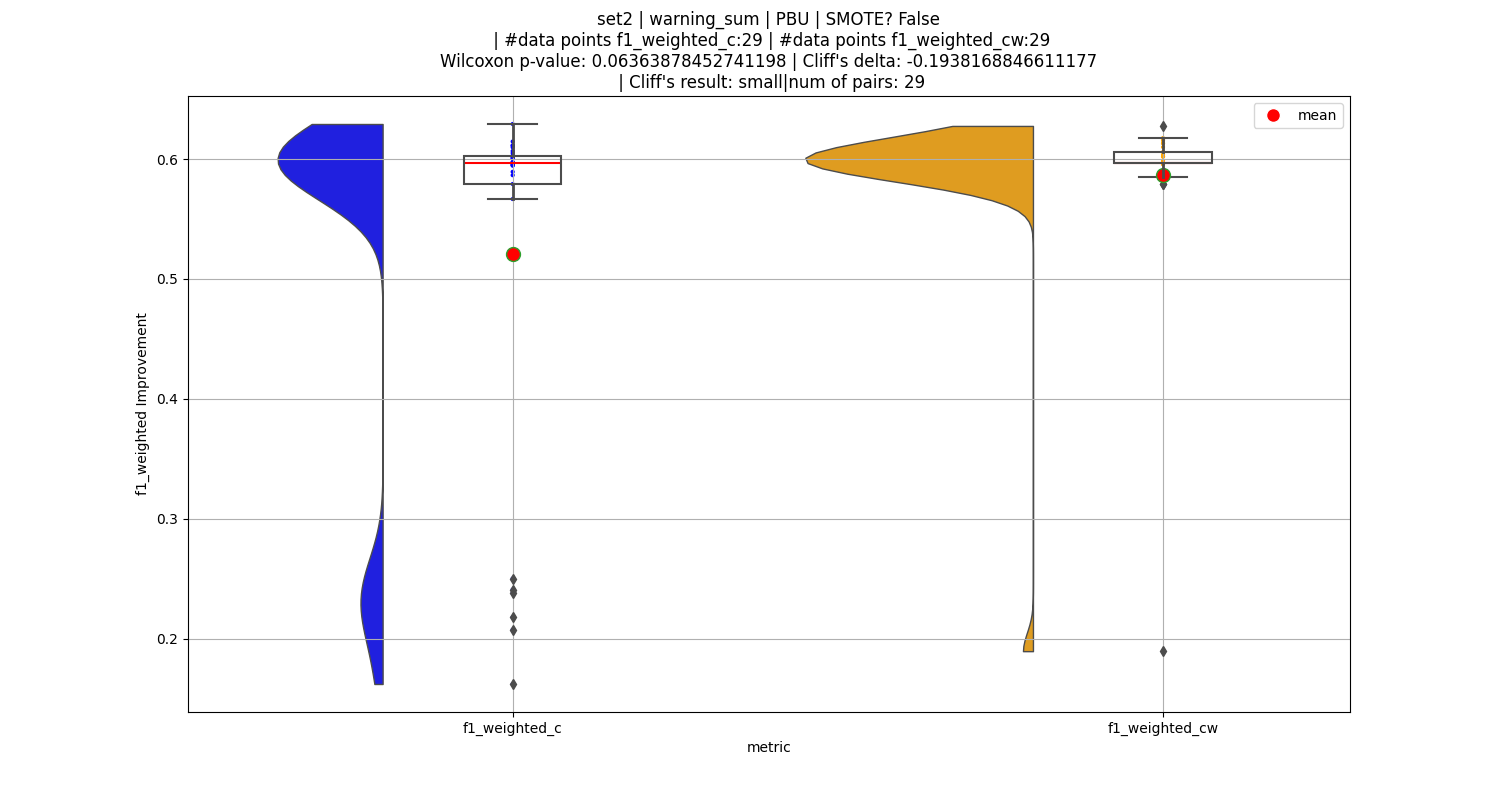 set2 | warning_sum | PBU | SMOTE? False
| #data points f1_weighted_c:29 | #data points f1_weighted_cw:29
Wilcoxon p-value: 0.06363878452741198 | Cliff's delta: -0.1938168846611177
| Cliff's result: small|num of pairs: 29
mean
0.6
0.5
0.4
0.3
0.2
f1_weighted Improvement
f1_weighted_c
f1_weighted_cw
metric